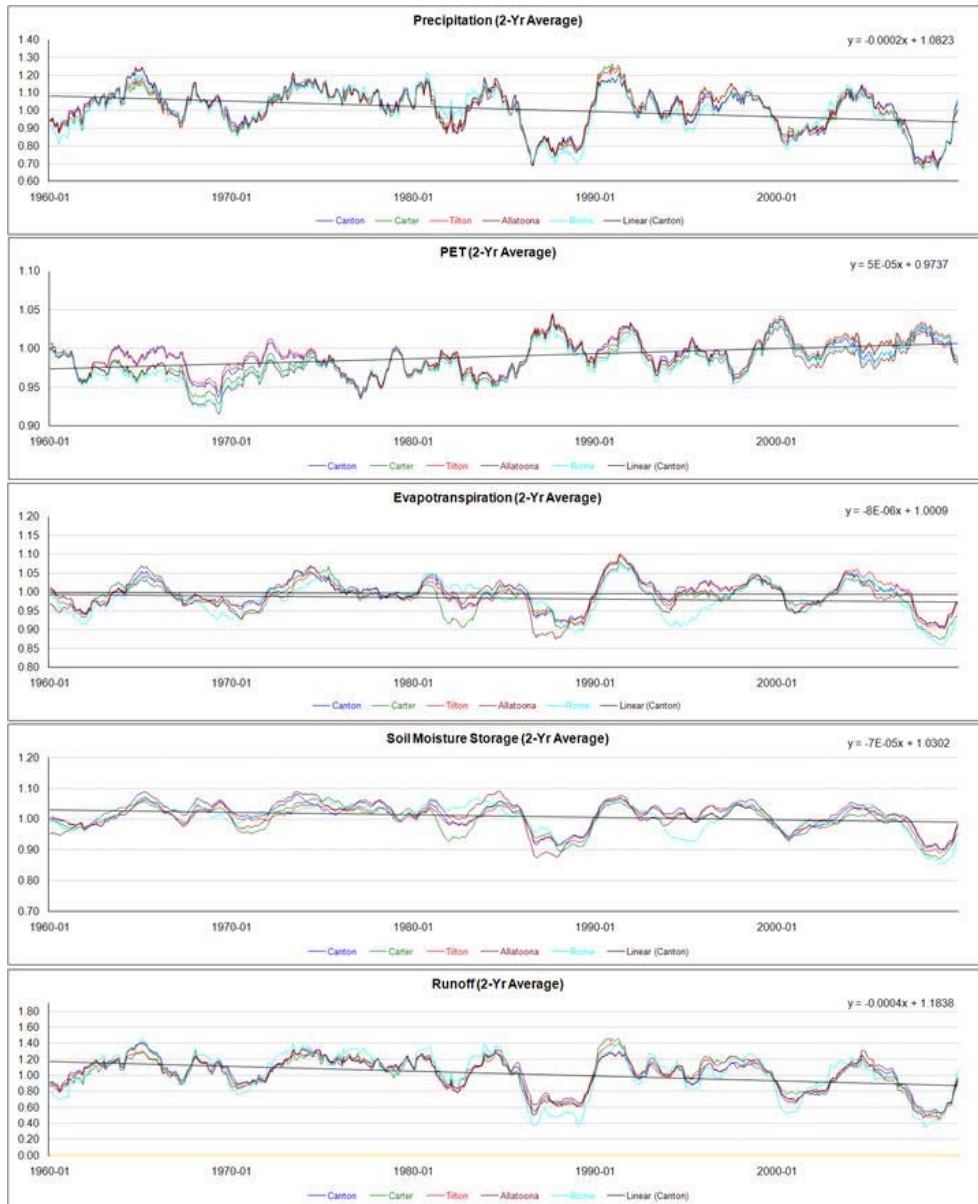 Precipitation (2-Yr Average)
y = -0.0002x + 1.0823
1.40
1.30
1.20
1.10
1.00
0.90
0.80
0.70
0.60
1960-01 1970-01 1980-01 1990-01 2000-01
Canton Carter Tilton Allatoona Rome Linear (Canton)
PET (2-Yr Average)
y = 5E-05x + 0.9737
1.10
1.05
1.00
0.95
0.90
1960-01 1970-01 1980-01 1990-01 2000-01
Canton Carter Tilton Allatoona Rome Linear (Canton)
Evapotranspiration (2-Yr Average)
y = -8E-06x + 1.0009
1.20
1.15
1.10
1.05
1.00
0.95
0.90
0.85
0.80
1960-01 1970-01 1980-01 1990-01 2000-01
Canton Carter Tilton Allatoona Rome Linear (Canton)
Soil Moisture Storage (2-Yr Average)
y = -7E-05x + 1.0302
1.20
1.10
1.00
0.90
0.80
0.70
1960-01 1970-01 1980-01 1990-01 2000-01
Canton Carter Tilton Allatoona Rome Linear (Canton)
Runoff (2-Yr Average)
y = -0.0004x + 1.1838
1.80
1.60
1.40
1.20
1.00
0.80
0.60
0.40
0.20
0.00
1960-01 1970-01 1980-01 1990-01 2000-01
Canton Carter Tilton Allatoona Rome Linear (Canton)